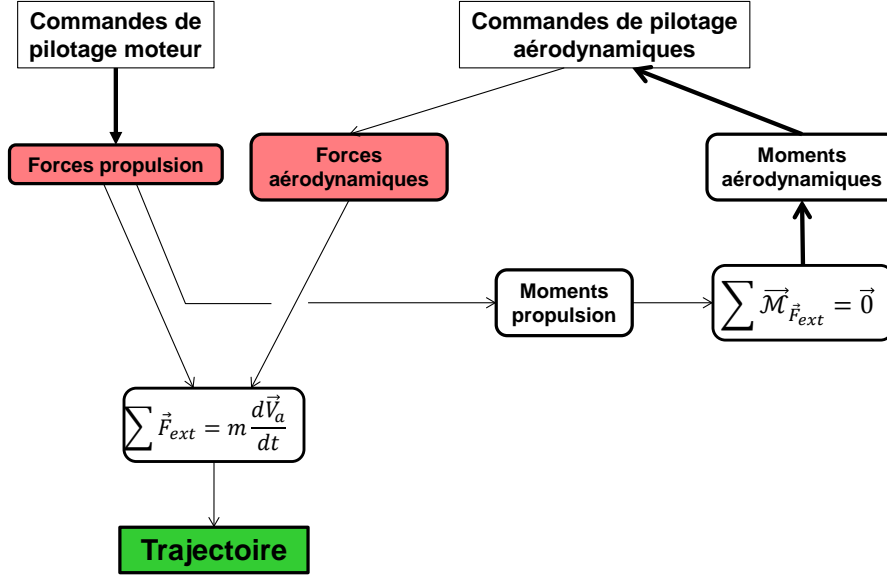 Commandes de
pilotage moteur
Commandes de pilotage
aérodynamiques
Forces propulsion
Forces
aérodynamiques
Moments
aérodynamiques
Moments
propulsion
∑ ℳ⃗_{F⃗_{ext}} = 0⃗
∑ F⃗_{ext} = m dV⃗_a/dt
Trajectoire